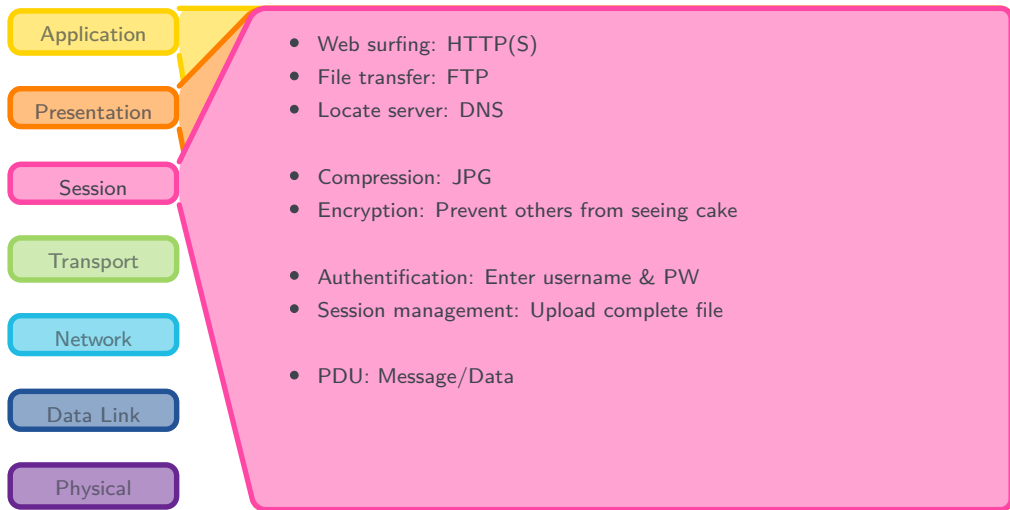 Application
Presentation
Session
Transport
Network
Data Link
Physical
• Web surfing: HTTP(S)
• File transfer: FTP
• Locate server: DNS
• Compression: JPG
• Encryption: Prevent others from seeing cake
• Authentification: Enter username & PW
• Session management: Upload complete file
• PDU: Message/Data